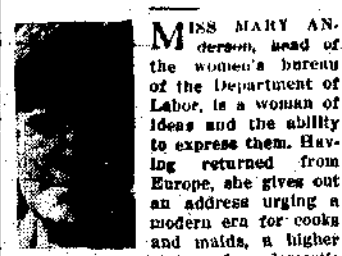 MISS MARY AN-
derson, head of
the women's bureau
of the Department of
Labor, is a woman of
ideas and the ability
to express them. Hav-
ing returned from
Europe, she gives out
an address urging a
modern era for cooks
and maids, a higher